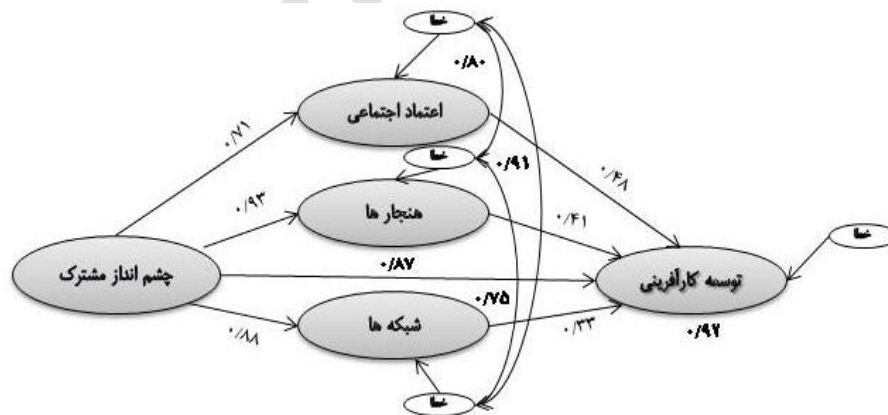 خطا
۰/۸۰
اعتماد اجتماعی
۰/۷۱
خطا
۰/۹۱
۰/۴۸
۰/۹۳
هنجار ها
۰/۴۱
خطا
۰/۸۷
چشم انداز مشترک
توسعه کارآفرینی
۰/۷۵
شبکه ها
۰/۸۸
۰/۳۳
۰/۹۲
خطا